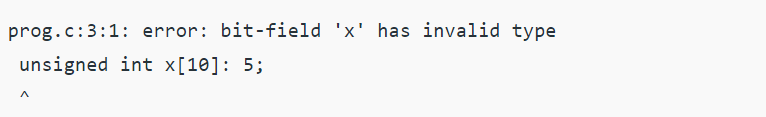 prog.c:3:1: error: bit-field 'x' has invalid type
unsigned int x[10]: 5;
^